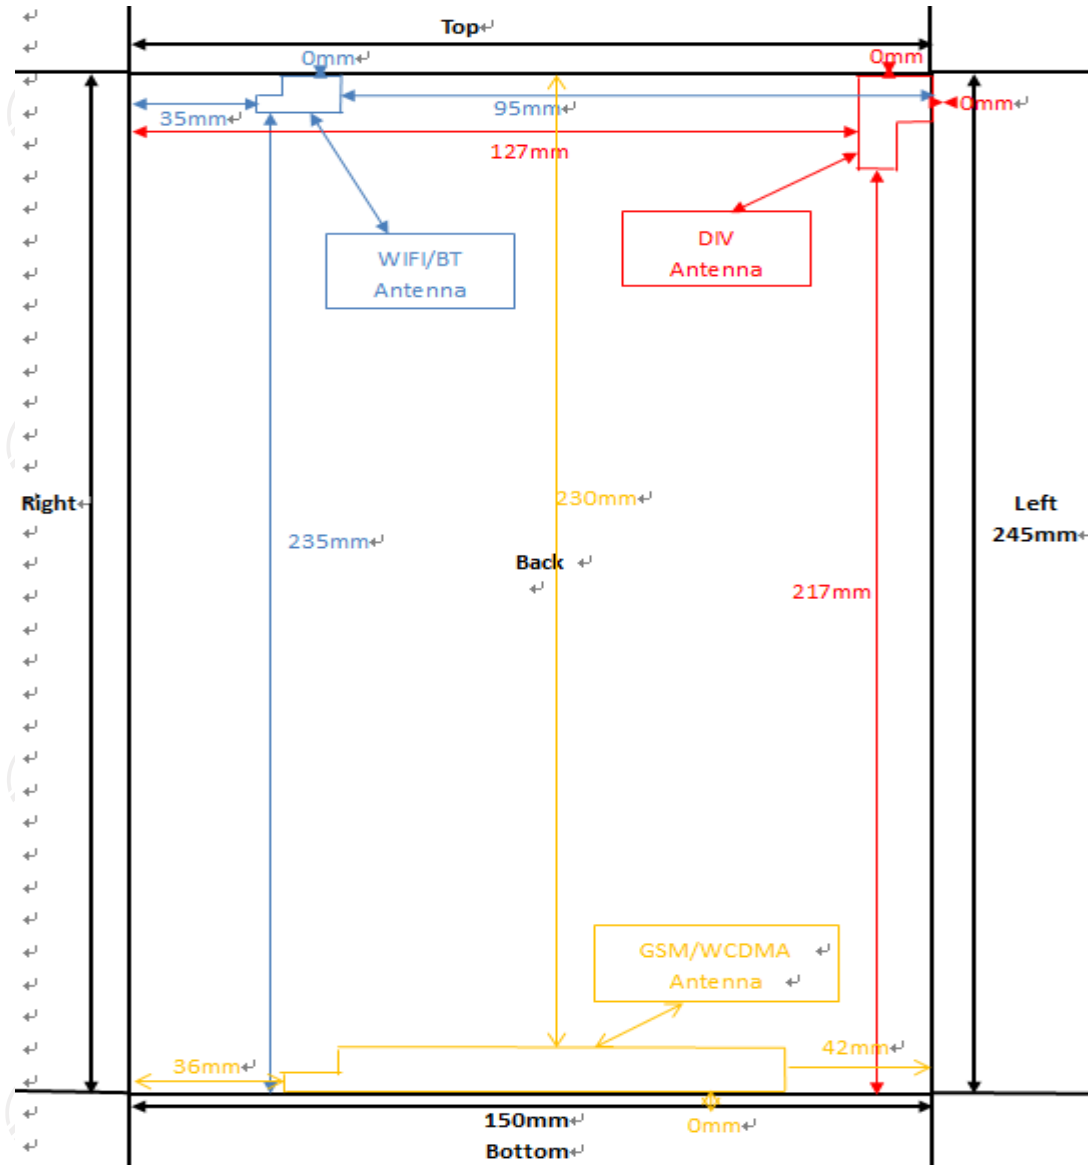 Top
0mm
0mm
35mm
95mm
0mm
127mm
WIFI/BT
Antenna
DIV
Antenna
230mm
Right
Left
245mm
235mm
Back
217mm
GSM/WCDMA
Antenna
36mm
42mm
150mm
0mm
Bottom